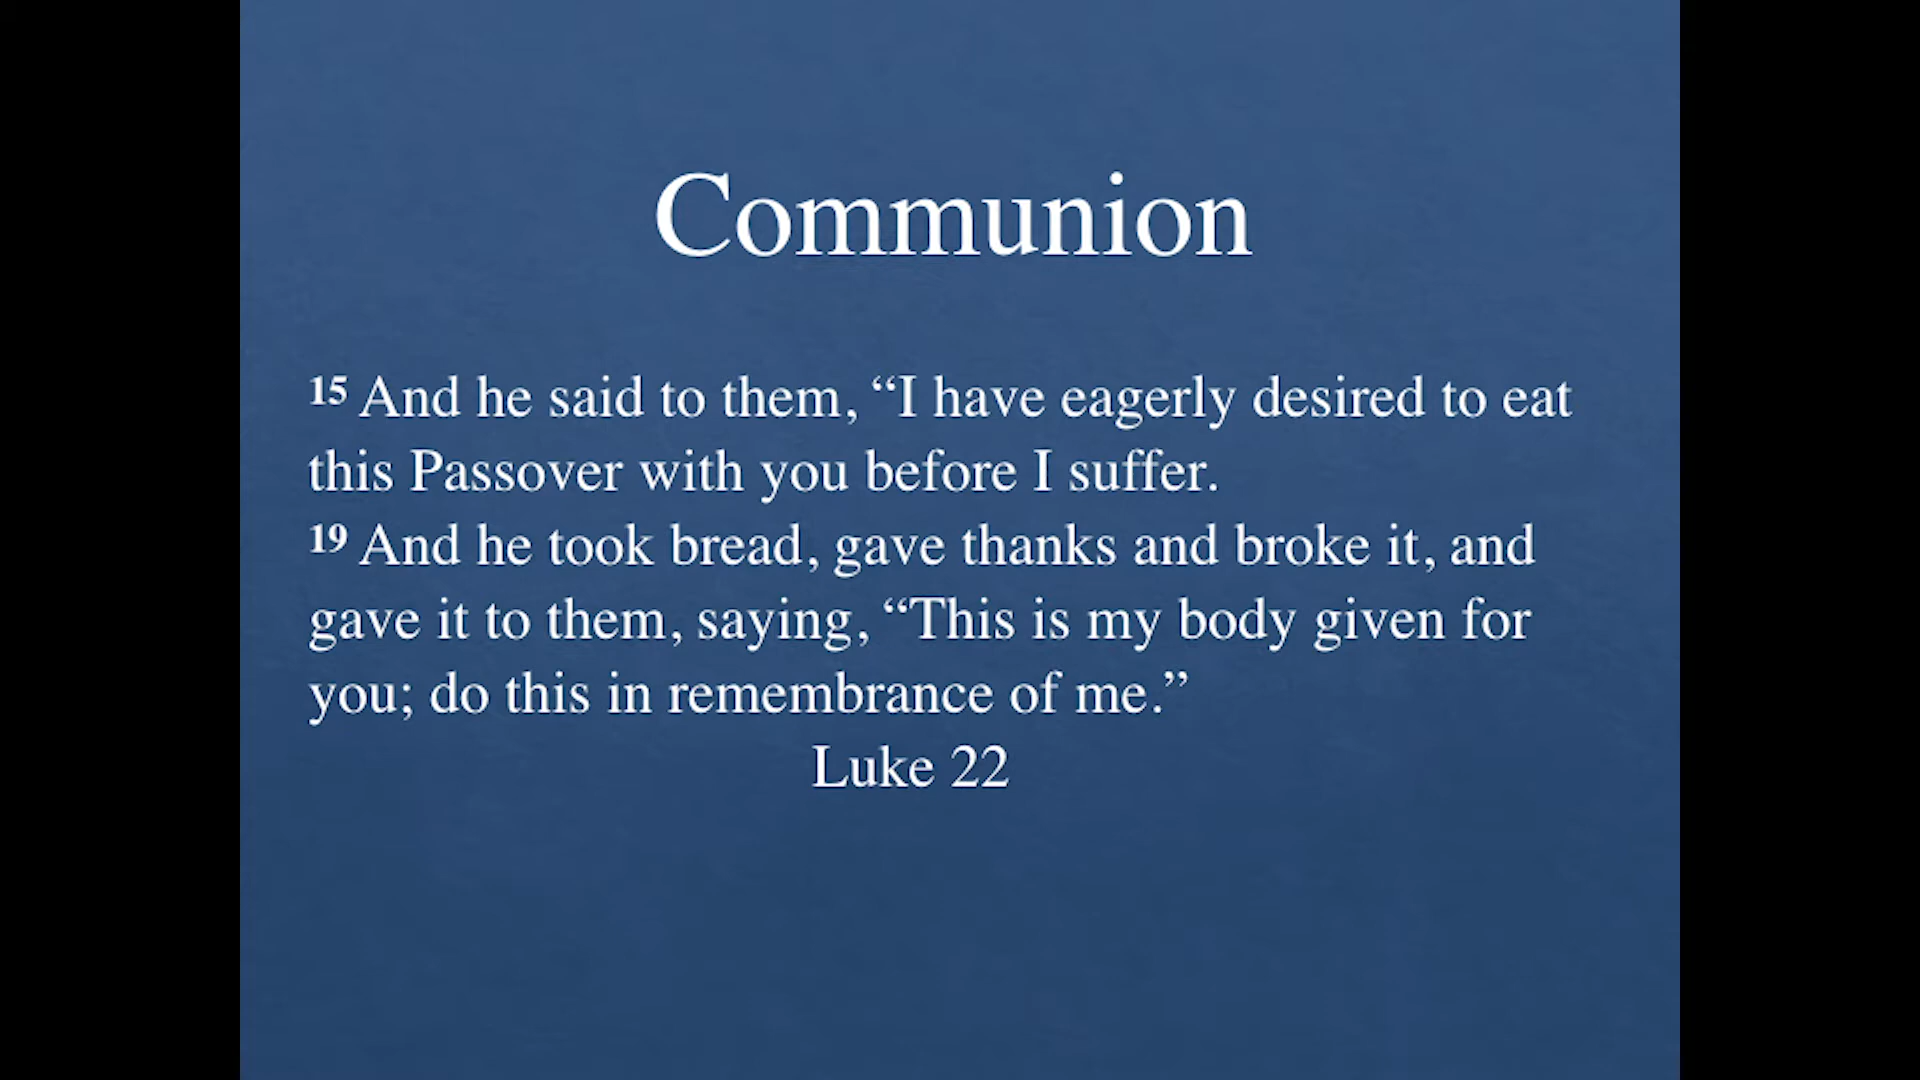 Communion
15 And he said to them, “I have eagerly desired to eat
this Passover with you before I suffer.
19 And he took bread, gave thanks and broke it, and
gave it to them, saying, “This is my body given for
you; do this in remembrance of me.”
Luke 22